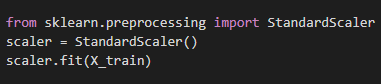 from sklearn.preprocessing import StandardScaler
scaler = StandardScaler()
scaler.fit(X_train)